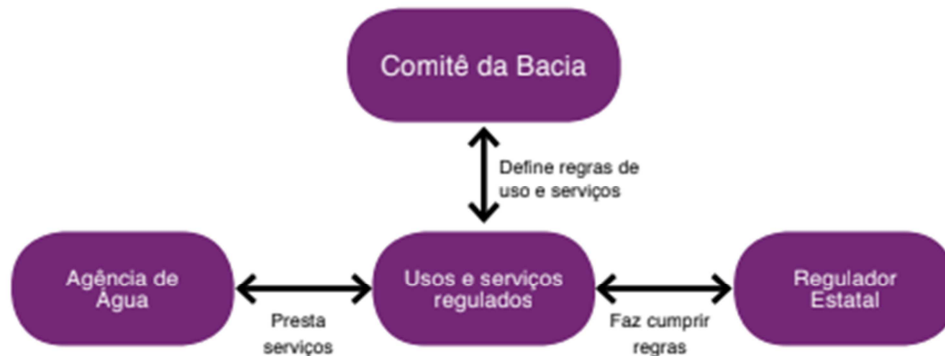 Comitê da Bacia
Define regras de
uso e serviços
Agência de
Água
Usos e serviços
regulados
Regulador
Estatal
Presta
serviços
Faz cumprir
regras